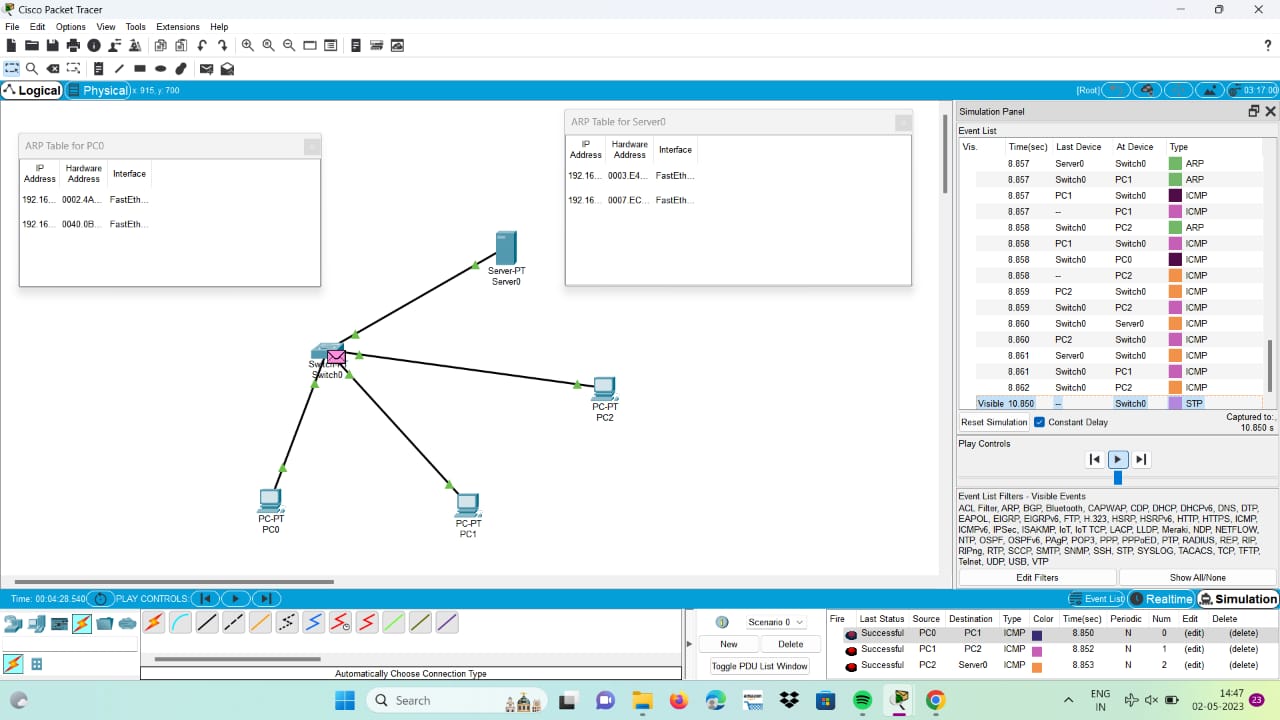 Cisco Packet Tracer
File Edit Options View Tools Extensions Help
?
Logical Physical x 915, y: 700 [Root] 03:17:00
ARP Table for PC0
IP Address Hardware Address Interface
192.16... 0002.4A... FastEth...
192.16... 0040.0B... FastEth...
ARP Table for Server0
IP Address Hardware Address Interface
192.16... 0003.E4... FastEth...
192.16... 0007.EC... FastEth...
Server-PT
Server0
Switch0
PC-PT
PC2
PC-PT
PC0
PC-PT
PC1
Simulation Panel
Event List
Vis. Time(sec) Last Device At Device Type
8.857 Server0 Switch0 ARP
8.857 Switch0 PC1 ARP
8.857 PC1 Switch0 ICMP
8.857 -- PC1 ICMP
8.858 Switch0 PC2 ARP
8.858 PC1 Switch0 ICMP
8.858 Switch0 PC0 ICMP
8.858 -- PC2 ICMP
8.859 PC2 Switch0 ICMP
8.859 Switch0 PC2 ICMP
8.860 Switch0 Server0 ICMP
8.860 PC2 Switch0 ICMP
8.861 Server0 Switch0 ICMP
8.861 Switch0 PC1 ICMP
8.862 Switch0 PC2 ICMP
Visible 10.850 -- Switch0 STP
Reset Simulation Constant Delay Captured to:
10.850 s
Play Controls
Event List Filters - Visible Events
ACL Filter, ARP, BGP, Bluetooth, CAPWAP, CDP, DHCP, DHCPv6, DNS, DTP,
EAPOL, EIGRP, EIGRPv6, FTP, H.323, HSRP, HSRPv6, HTTP, HTTPS, ICMP,
ICMPv6, IPSec, ISAKMP, IoT, IoT TCP, LACP, LLDP, Meraki, NDP, NETFLOW,
NTP, OSPF, OSPFv6, PAgP, POP3, PPP, PPPoED, PTP, RADIUS, REP, RIP,
RIPng, RTP, SCCP, SMTP, SNMP, SSH, STP, SYSLOG, TACACS, TCP, TFTP,
Telnet, UDP, USB, VTP
Edit Filters Show All/None
Time: 00:04:28.540 PLAY CONTROLS: Event List Realtime Simulation
Automatically Choose Connection Type
Scenario 0
New Delete
Toggle PDU List Window
Fire Last Status Source Destination Type Color Time(sec) Periodic Num Edit Delete
Successful PC0 PC1 ICMP 8.850 N 0 (edit) (delete)
Successful PC1 PC2 ICMP 8.852 N 1 (edit) (delete)
Successful PC2 Server0 ICMP 8.853 N 2 (edit) (delete)
Search
ENG
IN
14:47
02-05-2023
23